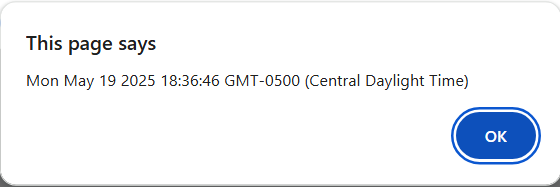 This page says
Mon May 19 2025 18:36:46 GMT-0500 (Central Daylight Time)
OK